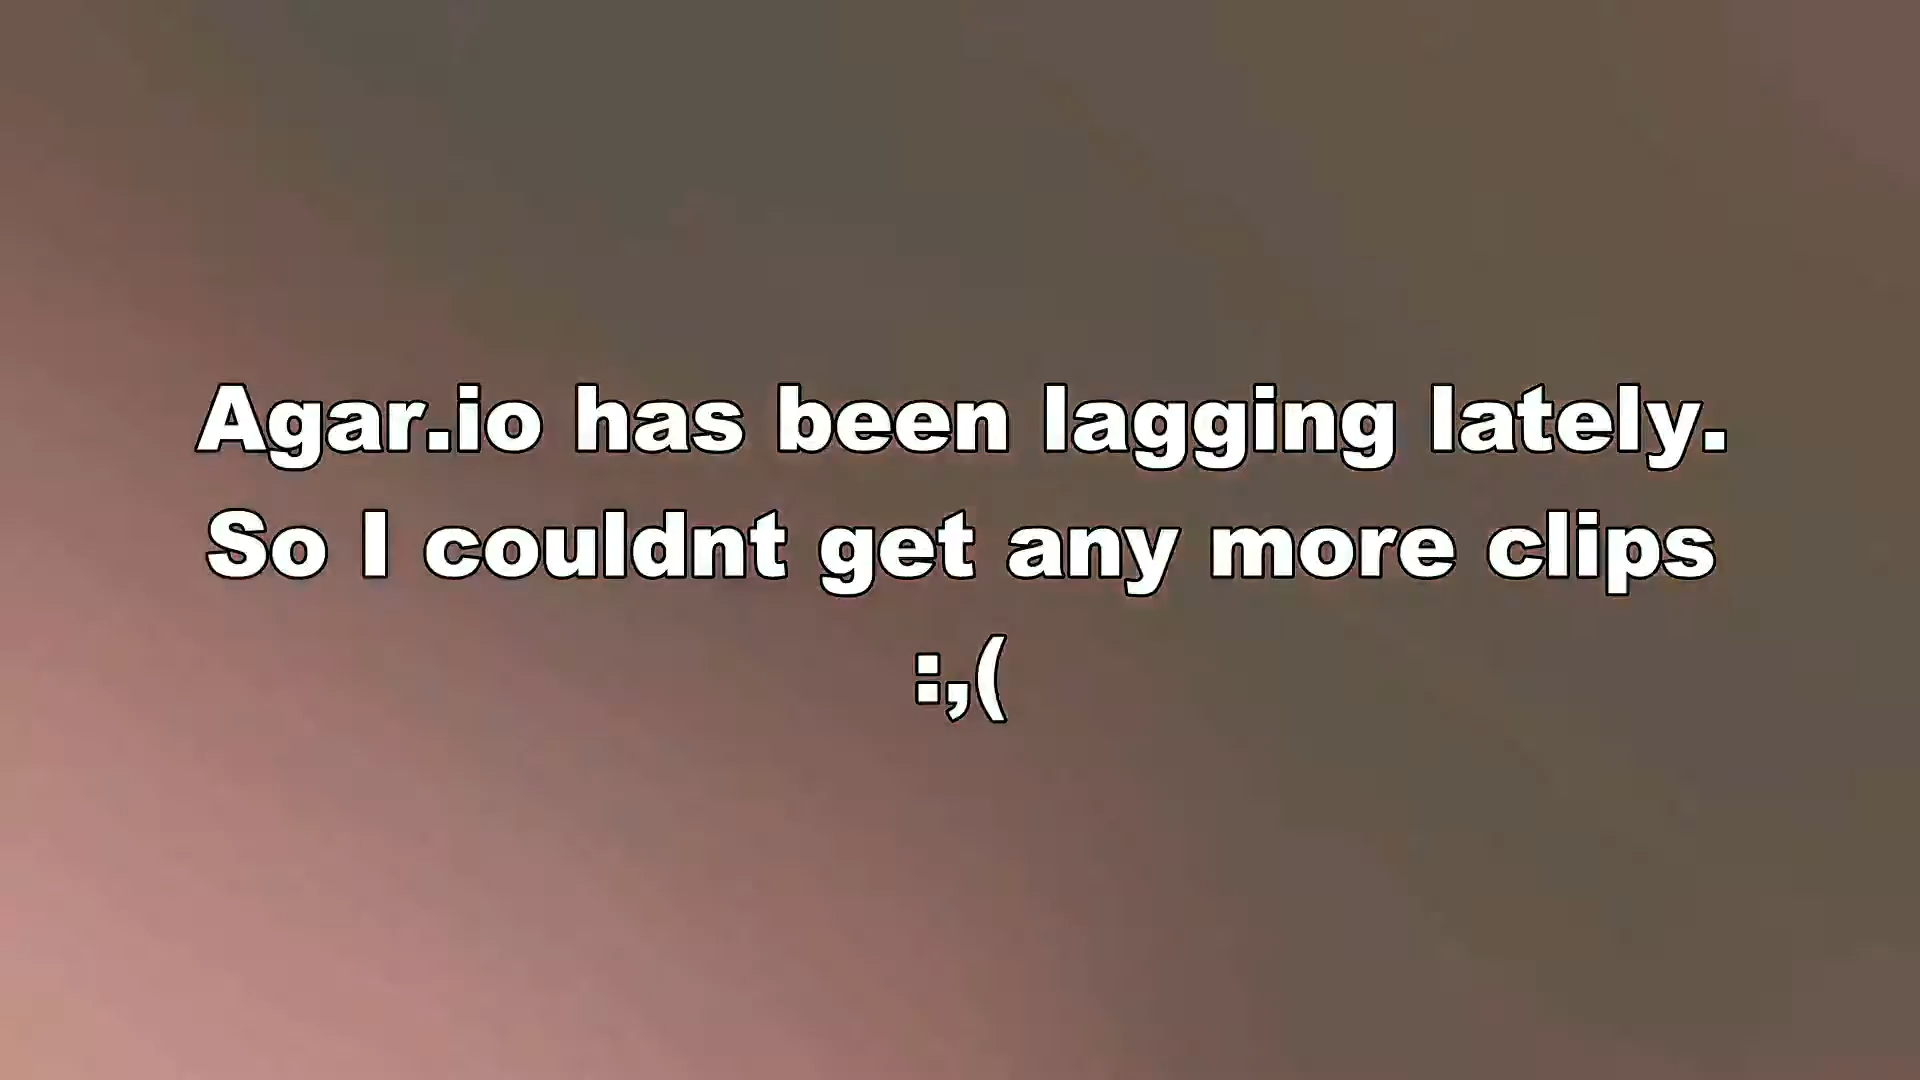 Agar.io has been lagging lately.
So I couldnt get any more clips
:,(